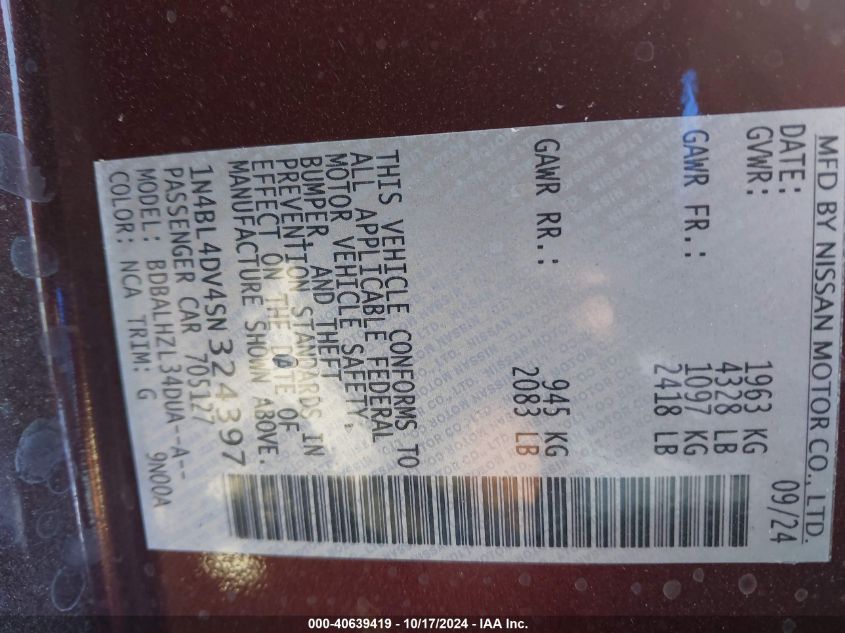 MFD BY NISSAN MOTOR CO., LTD.
DATE: 09/24
GVWR: 1963 KG
4328 LB
GAWR FR.: 1097 KG
2418 LB
GAWR RR.: 945 KG
2083 LB
THIS VEHICLE CONFORMS TO
ALL APPLICABLE FEDERAL
MOTOR VEHICLE SAFETY,
BUMPER, AND THEFT
PREVENTION STANDARDS IN
EFFECT ON THE DATE OF
MANUFACTURE SHOWN ABOVE.
1N4BL4DV4SN324397
PASSENGER CAR 705127
MODEL: BDBALHZL34DUA--A--
COLOR: NCA TRIM: G 9N00A
000-40639419 - 10/17/2024 - IAA Inc.